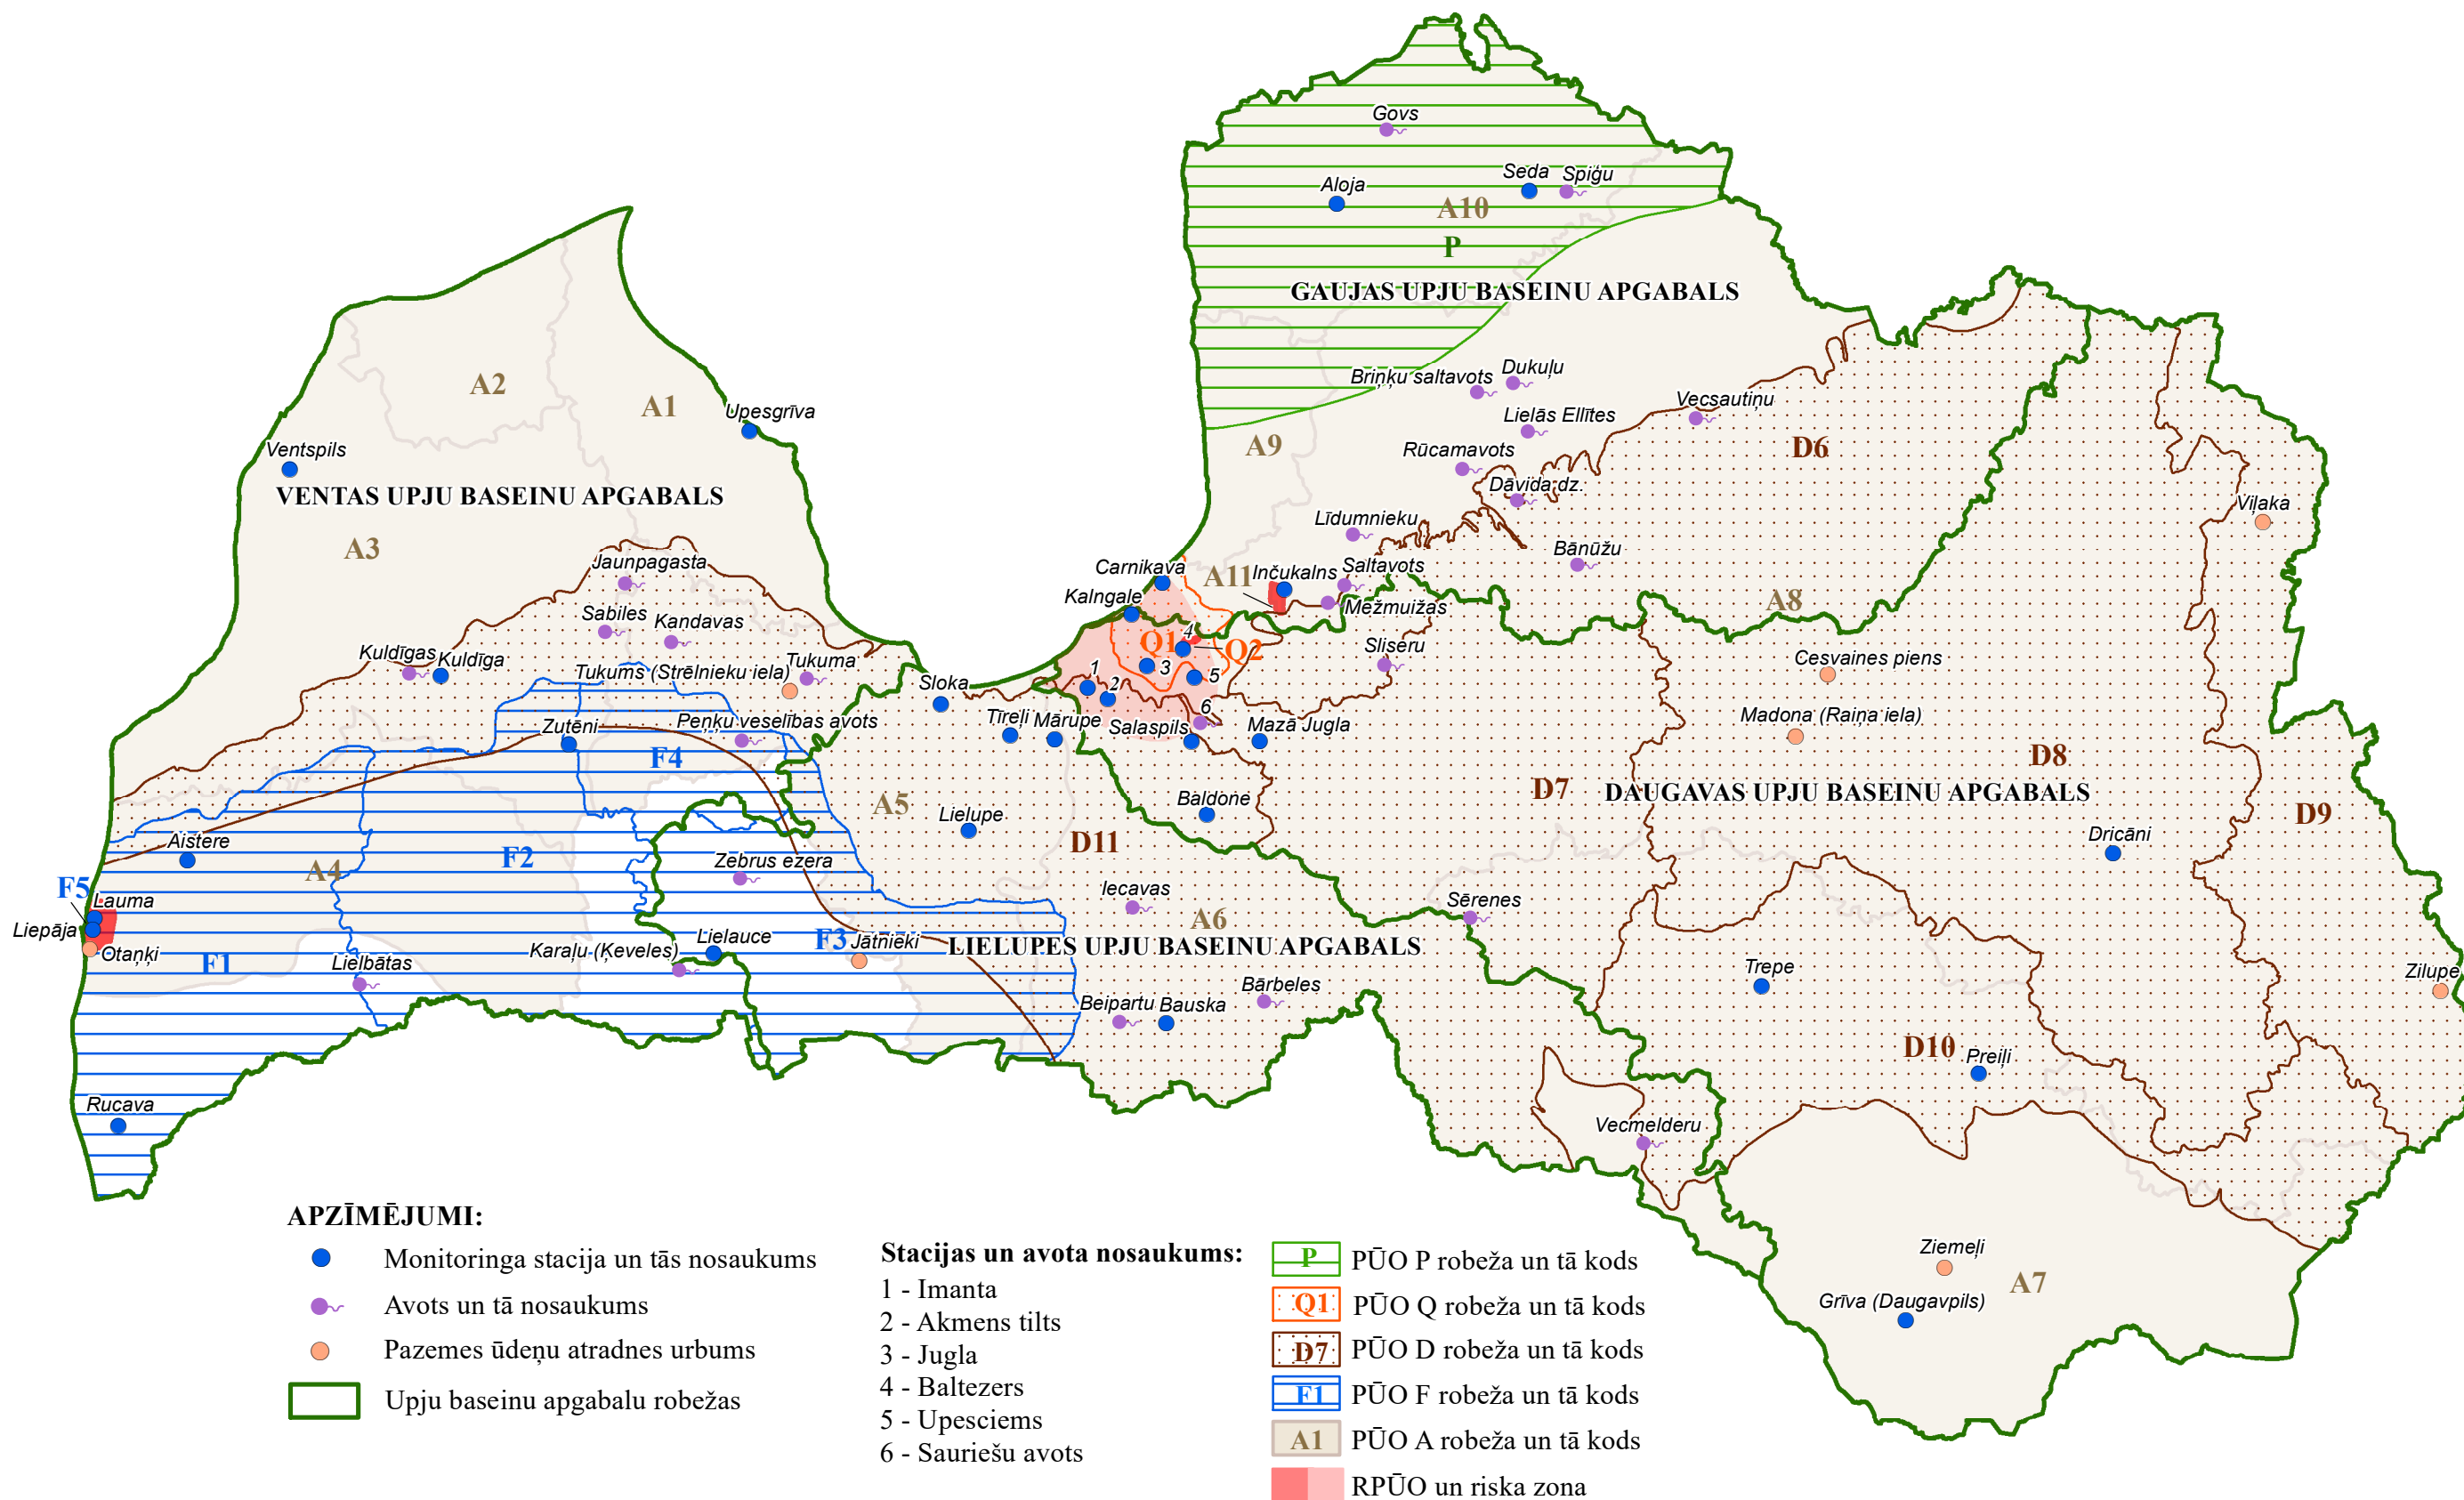 Govs
Seda
Spiģu
Aloja
A10
P
GAUJAS UPJU BASEINU APGABALS
A2
A1
Upesgrīva
Ventspils
VENTAS UPJU BASEINU APGABALS
A3
Briņķu saltavots
Dukuļu
Vecsautiņu
Lielās Ellītes
A9
D6
Rūcamavots
Dāvida dz.
Viļaka
Līdumnieku
Bānūžu
Jaunpagasta
Carnikava
A11
Inčukalns
Saltavots
Kalngale
Mežmuižas
A8
Sabiles
Kandavas
Q1
4
Q2
Sliseru
Kuldīgas
Kuldīga
Tukums (Strēlnieku iela)
Tukuma
1
3
5
Cesvaines piens
Sloka
2
6
Zutēni
Peņķu veselības avots
Tīreļi
Mārupe
Salaspils
Mazā Jugla
Madona (Raiņa iela)
F4
D8
D7
DAUGAVAS UPJU BASEINU APGABALS
A5
Baldone
D9
Lielupe
Aistere
D11
Dricāni
F2
A4
Zebrus ezera
F5
Lauma
Iecavas
Sērenes
A6
Liepāja
Otaņķi
F1
Lielbātas
Karaļu (Ķeveles)
Lielauce
F3
Jātnieki
LIELUPES UPJU BASEINU APGABALS
Trepe
Zilupe
Bārbeles
Beipartu
Bauska
D10
Preiļi
Rucava
Vecmelderu
Ziemeļi
A7
Grīva (Daugavpils)
APZĪMĒJUMI:
Monitoringa stacija un tās nosaukums
Avots un tā nosaukums
Pazemes ūdeņu atradnes urbums
Upju baseinu apgabalu robežas
Stacijas un avota nosaukums:
1 - Imanta
2 - Akmens tilts
3 - Jugla
4 - Baltezers
5 - Upesciems
6 - Sauriešu avots
P PŪO P robeža un tā kods
Q1 PŪO Q robeža un tā kods
D7 PŪO D robeža un tā kods
F1 PŪO F robeža un tā kods
A1 PŪO A robeža un tā kods
RPŪO un riska zona